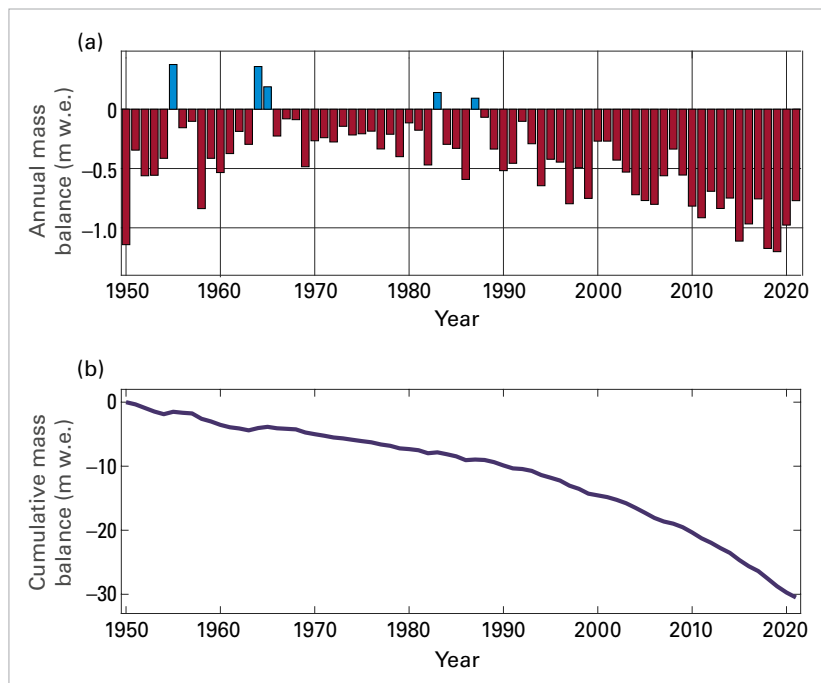 (a)
Annual mass
balance (m w.e.)
0
−0.5
−1.0
1950 1960 1970 1980 1990 2000 2010 2020
Year
(b)
Cumulative mass
balance (m w.e.)
0
−10
−20
−30
1950 1960 1970 1980 1990 2000 2010 2020
Year